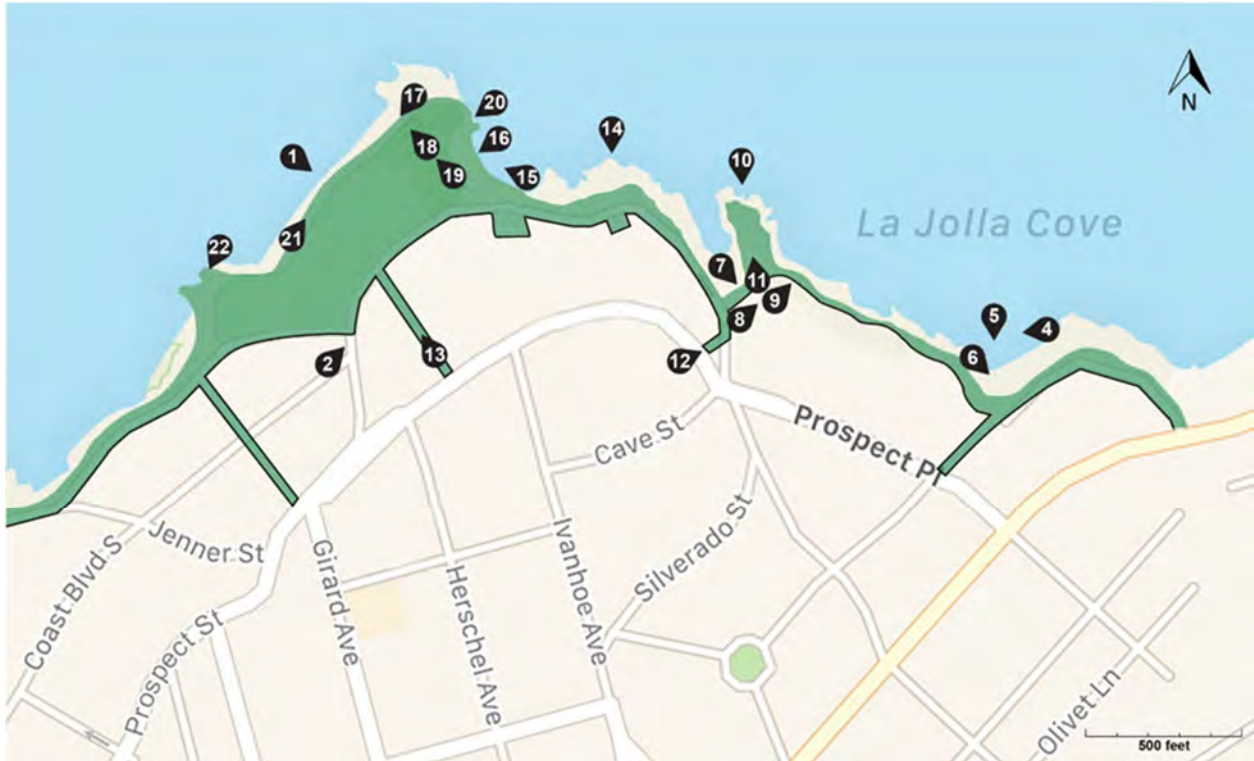 17
20
14
16
18
1
19
15
10
N
La Jolla Cove
21
22
7
11
9
8
5
4
6
2
13
12
Prospect Pl
Cave St
Silverado St
Ivanhoe Ave
Herschel Ave
Girard Ave
Jenner St
Coast Blvd S
Prospect St
Olivet Ln
500 feet